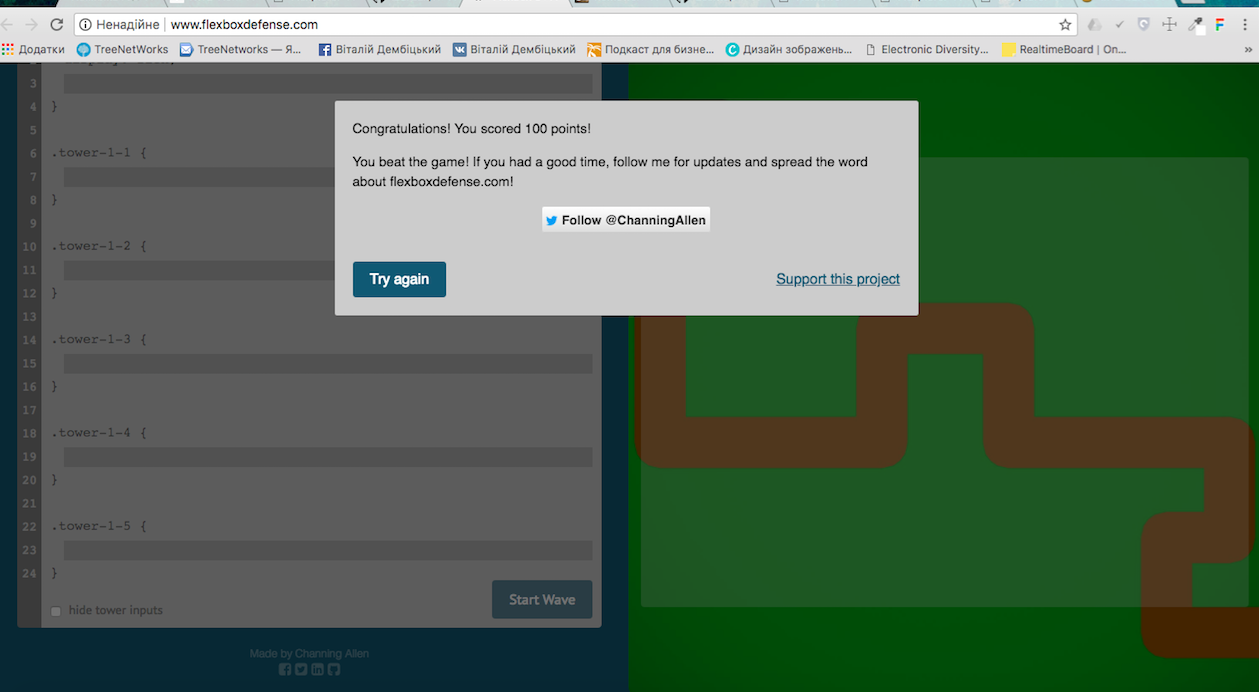 Ненадійне
www.flexboxdefense.com
Додатки
TreeNetWorks
TreeNetworks — Я...
Віталій Дембіцький
Віталій Дембіцький
Подкаст для бизне...
Дизайн зображень...
Electronic Diversity...
RealtimeBoard | On...
»
3
4 }
5
6 .tower-1-1 {
7
8 }
9
10 .tower-1-2 {
11
12 }
13
14 .tower-1-3 {
15
16 }
17
18 .tower-1-4 {
19
20 }
21
22 .tower-1-5 {
23
24 }
hide tower inputs
Start Wave
Made by Channing Allen
Congratulations! You scored 100 points!
You beat the game! If you had a good time, follow me for updates and spread the word
about flexboxdefense.com!
Follow @ChanningAllen
Try again
Support this project